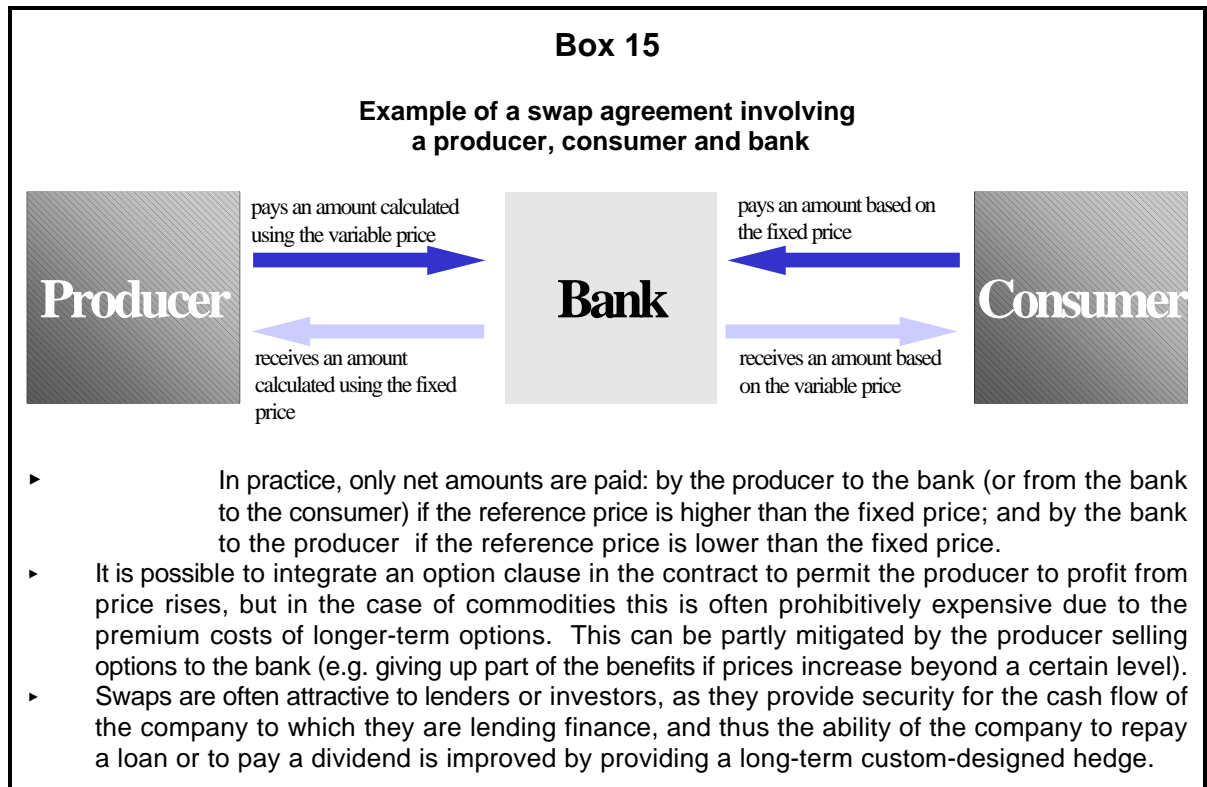 Box 15
Example of a swap agreement involving
a producer, consumer and bank
pays an amount calculated
using the variable price
pays an amount based on
the fixed price
Producer
Bank
Consumer
receives an amount
calculated using the fixed
price
receives an amount based
on the variable price
► In practice, only net amounts are paid: by the producer to the bank (or from the bank
to the consumer) if the reference price is higher than the fixed price; and by the bank
to the producer if the reference price is lower than the fixed price.
► It is possible to integrate an option clause in the contract to permit the producer to profit from
price rises, but in the case of commodities this is often prohibitively expensive due to the
premium costs of longer-term options. This can be partly mitigated by the producer selling
options to the bank (e.g. giving up part of the benefits if prices increase beyond a certain level).
► Swaps are often attractive to lenders or investors, as they provide security for the cash flow of
the company to which they are lending finance, and thus the ability of the company to repay
a loan or to pay a dividend is improved by providing a long-term custom-designed hedge.